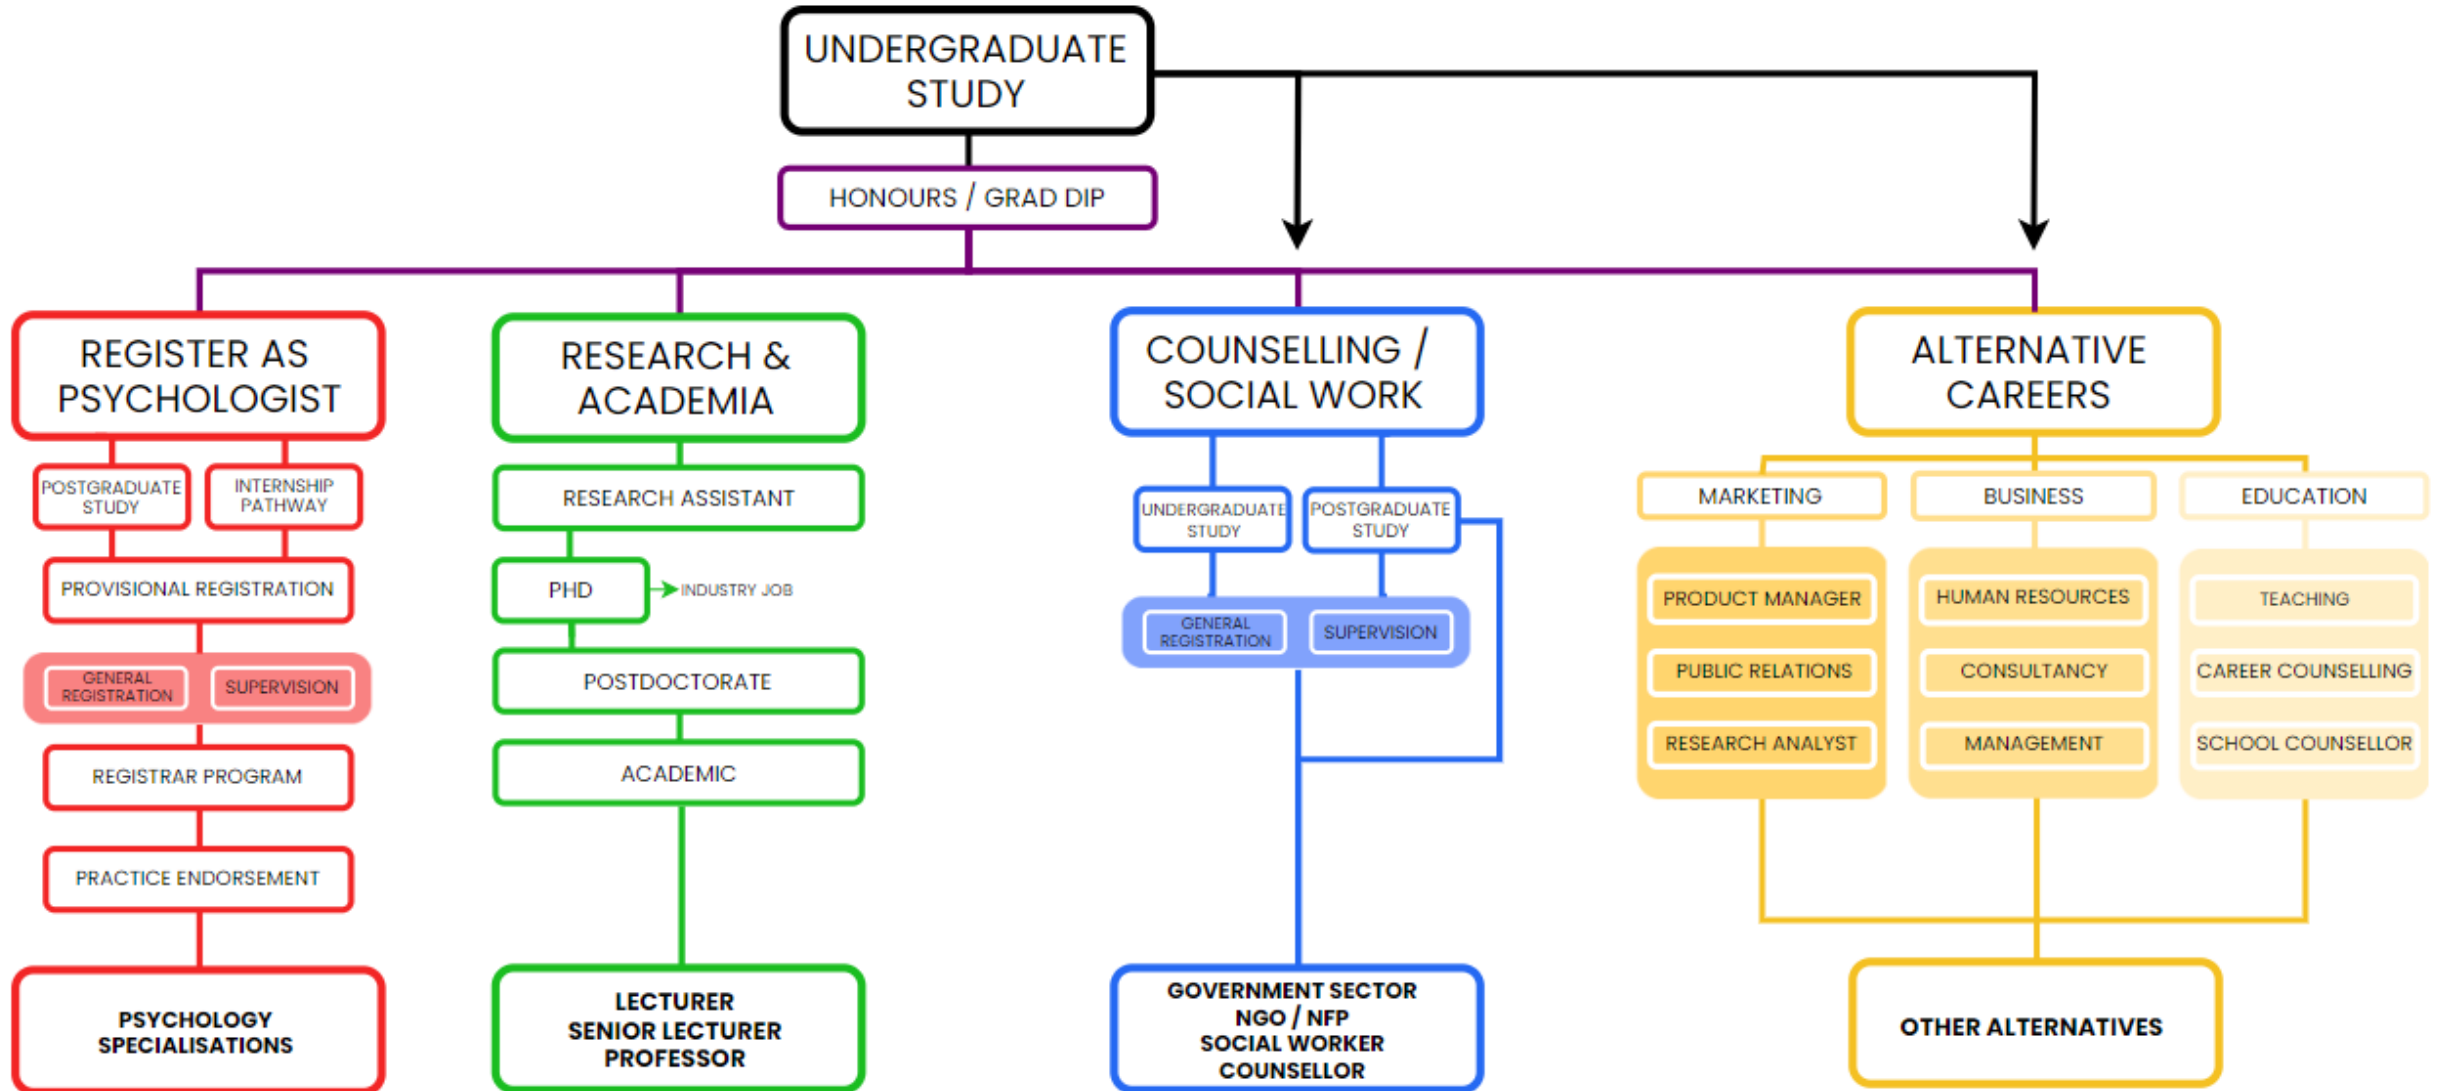 UNDERGRADUATE
STUDY
HONOURS / GRAD DIP
REGISTER AS
PSYCHOLOGIST
POSTGRADUATE
STUDY
INTERNSHIP
PATHWAY
PROVISIONAL REGISTRATION
GENERAL
REGISTRATION
SUPERVISION
REGISTRAR PROGRAM
PRACTICE ENDORSEMENT
PSYCHOLOGY
SPECIALISATIONS
RESEARCH &
ACADEMIA
RESEARCH ASSISTANT
PHD
INDUSTRY JOB
POSTDOCTORATE
ACADEMIC
LECTURER
SENIOR LECTURER
PROFESSOR
COUNSELLING /
SOCIAL WORK
UNDERGRADUATE
STUDY
POSTGRADUATE
STUDY
GENERAL
REGISTRATION
SUPERVISION
GOVERNMENT SECTOR
NGO / NFP
SOCIAL WORKER
COUNSELLOR
ALTERNATIVE
CAREERS
MARKETING
PRODUCT MANAGER
PUBLIC RELATIONS
RESEARCH ANALYST
BUSINESS
HUMAN RESOURCES
CONSULTANCY
MANAGEMENT
EDUCATION
TEACHING
CAREER COUNSELLING
SCHOOL COUNSELLOR
OTHER ALTERNATIVES